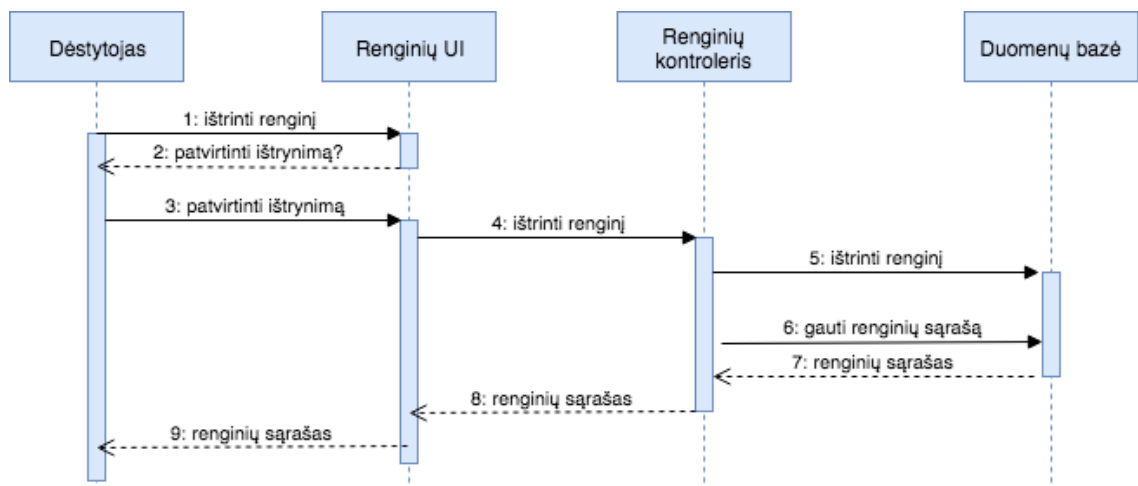 Dėstytojas
Renginių UI
Renginių
kontroleris
Duomenų bazė
1: ištrinti renginį
2: patvirtinti ištrynimą?
3: patvirtinti ištrynimą
4: ištrinti renginį
5: ištrinti renginį
6: gauti renginių sąrašą
7: renginių sąrašas
8: renginių sąrašas
9: renginių sąrašas